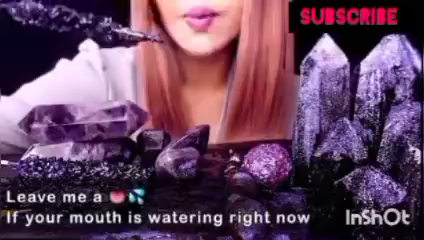 SUBSCRIBE
Leave me a 🍑💦
If your mouth is watering right now
InShOt